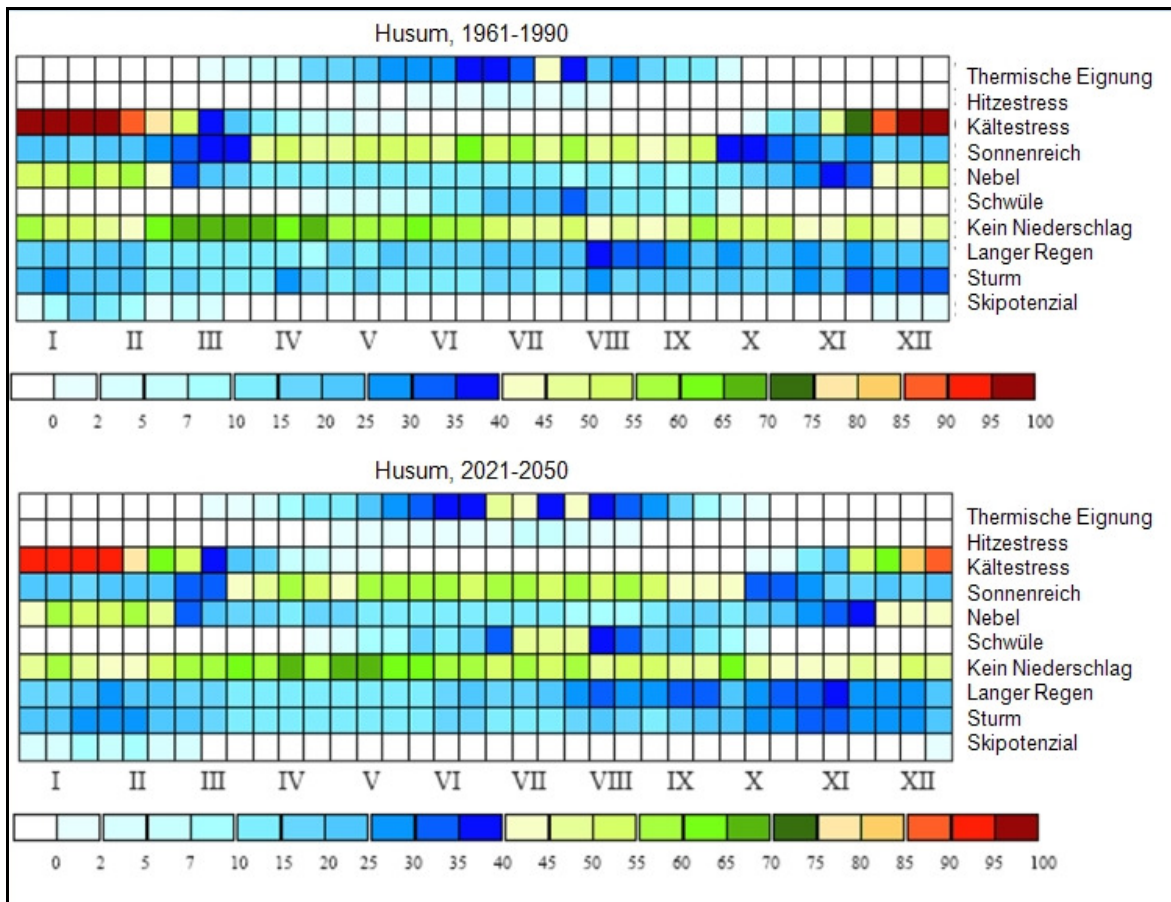 Husum, 1961-1990
Thermische Eignung
Hitzestress
Kältestress
Sonnenreich
Nebel
Schwüle
Kein Niederschlag
Langer Regen
Sturm
Skipotenzial
I II III IV V VI VII VIII IX X XI XII
0 2 5 7 10 15 20 25 30 35 40 45 50 55 60 65 70 75 80 85 90 95 100
Husum, 2021-2050
Thermische Eignung
Hitzestress
Kältestress
Sonnenreich
Nebel
Schwüle
Kein Niederschlag
Langer Regen
Sturm
Skipotenzial
I II III IV V VI VII VIII IX X XI XII
0 2 5 7 10 15 20 25 30 35 40 45 50 55 60 65 70 75 80 85 90 95 100